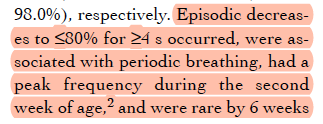 98.0%), respectively. Episodic decreas-
es to ≤80% for ≥4 s occurred, were as-
sociated with periodic breathing, had a
peak frequency during the second
week of age,² and were rare by 6 weeks